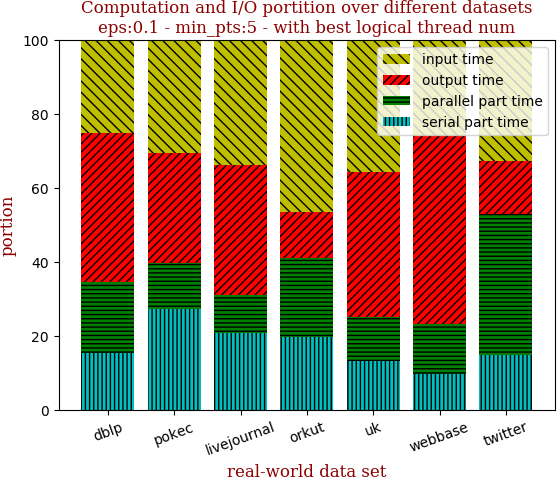 Computation and I/O portition over different datasets
eps:0.1 - min_pts:5 - with best logical thread num
100
80
60
40
20
0
portion
input time
output time
parallel part time
serial part time
dblp
pokec
livejournal
orkut
uk
webbase
twitter
real-world data set